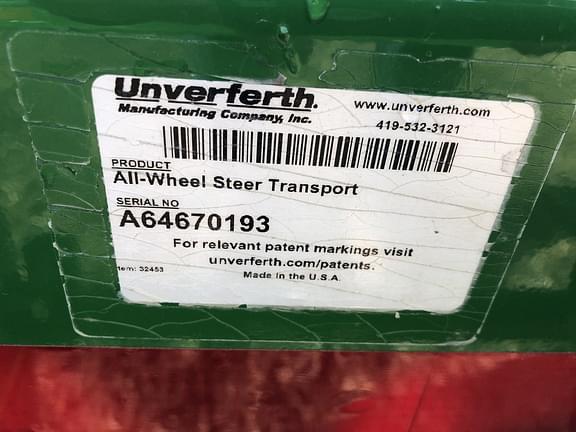 Unverferth.
Manufacturing Company, Inc.
www.unverferth.com
419-532-3121
PRODUCT
All-Wheel Steer Transport
SERIAL NO
A64670193
For relevant patent markings visit
unverferth.com/patents.
Item: 32453
Made in the U.S.A.